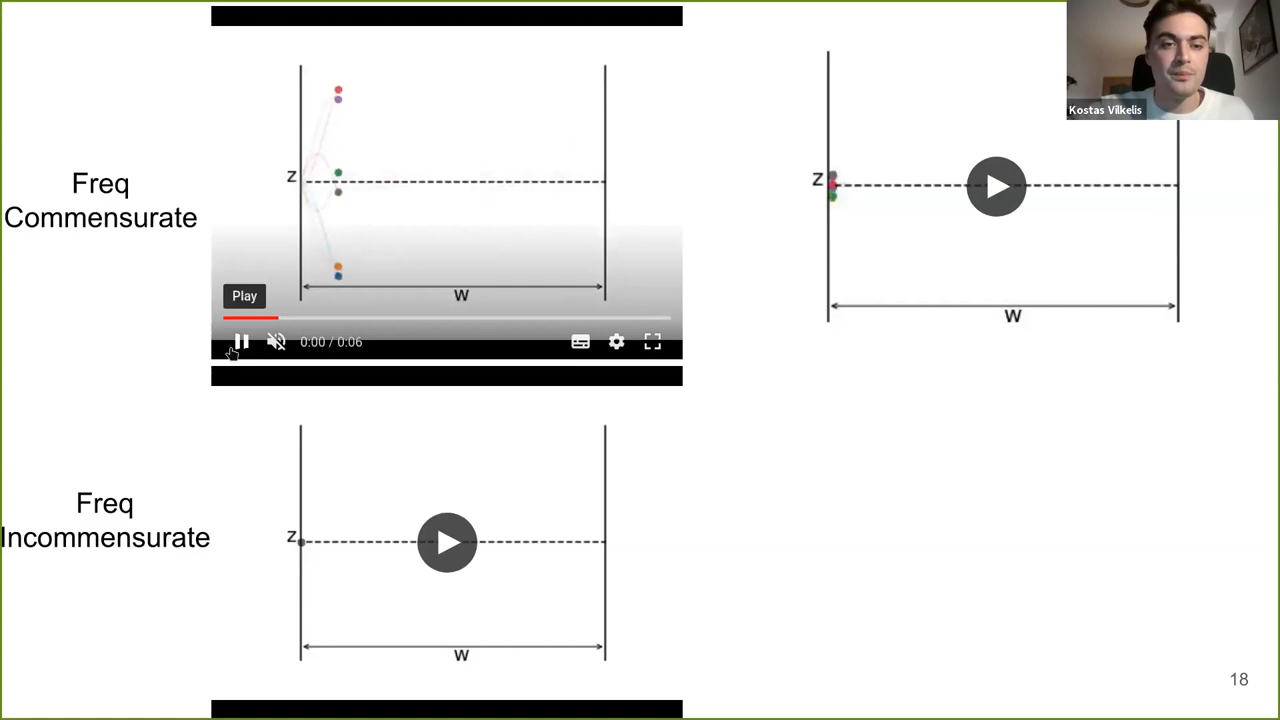 Freq
Commensurate
z
w
Play
0:00 / 0:06
z
w
Kostas Vilkelis
Freq
Incommensurate
z
w
18